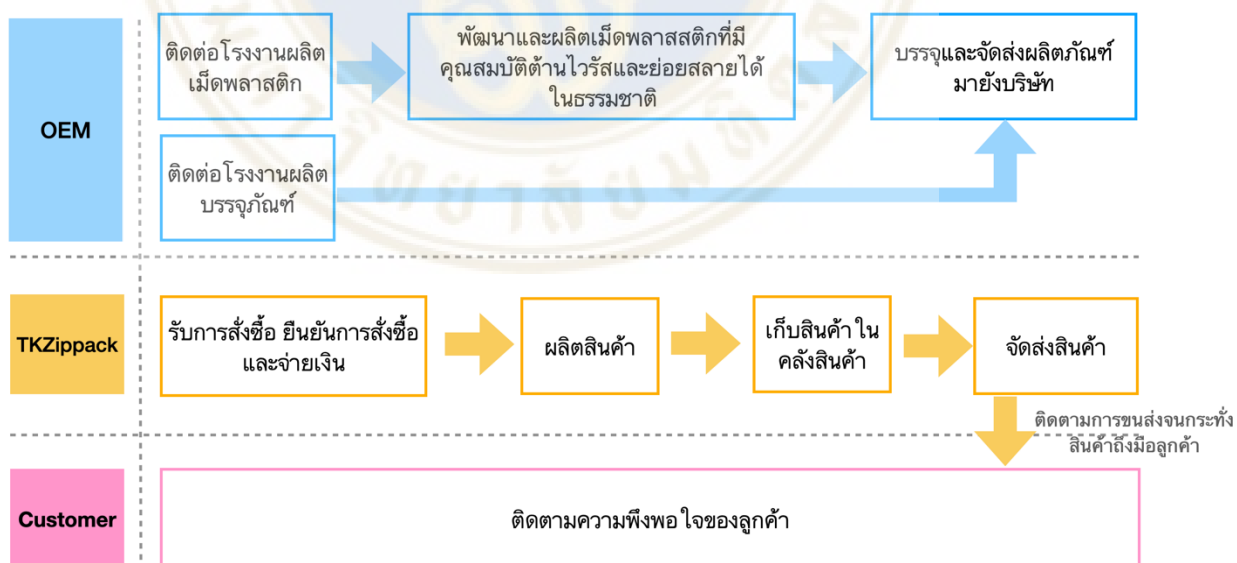 OEM
ติดต่อโรงงานผลิต
เม็ดพลาสติก
พัฒนาและผลิตเม็ดพลาสสติกที่มี
คุณสมบัติต้านไวรัสและย่อยสลายได้
ในธรรมชาติ
บรรจุและจัดส่งผลิตภัณฑ์
มายังบริษัท
ติดต่อโรงงานผลิต
บรรจุภัณฑ์
TKZippack
รับการสั่งซื้อ ยืนยันการสั่งซื้อ
และจ่ายเงิน
ผลิตสินค้า
เก็บสินค้า ใน
คลังสินค้า
จัดส่งสินค้า
ติดตามการขนส่งจนกระทั่ง
สินค้าถึงมือลูกค้า
Customer
ติดตามความพึงพอ ใจของลูกค้า